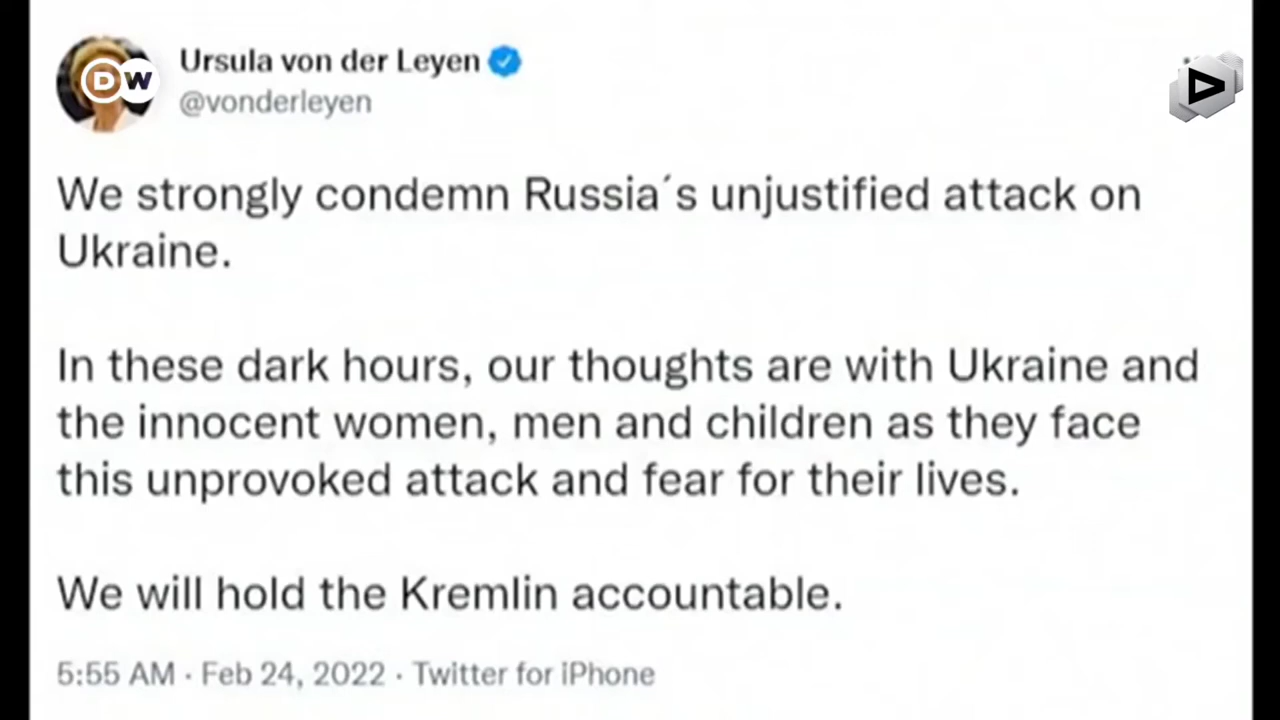 DW
Ursula von der Leyen
@vonderleyen
We strongly condemn Russia´s unjustified attack on
Ukraine.
In these dark hours, our thoughts are with Ukraine and
the innocent women, men and children as they face
this unprovoked attack and fear for their lives.
We will hold the Kremlin accountable.
5:55 AM · Feb 24, 2022 · Twitter for iPhone